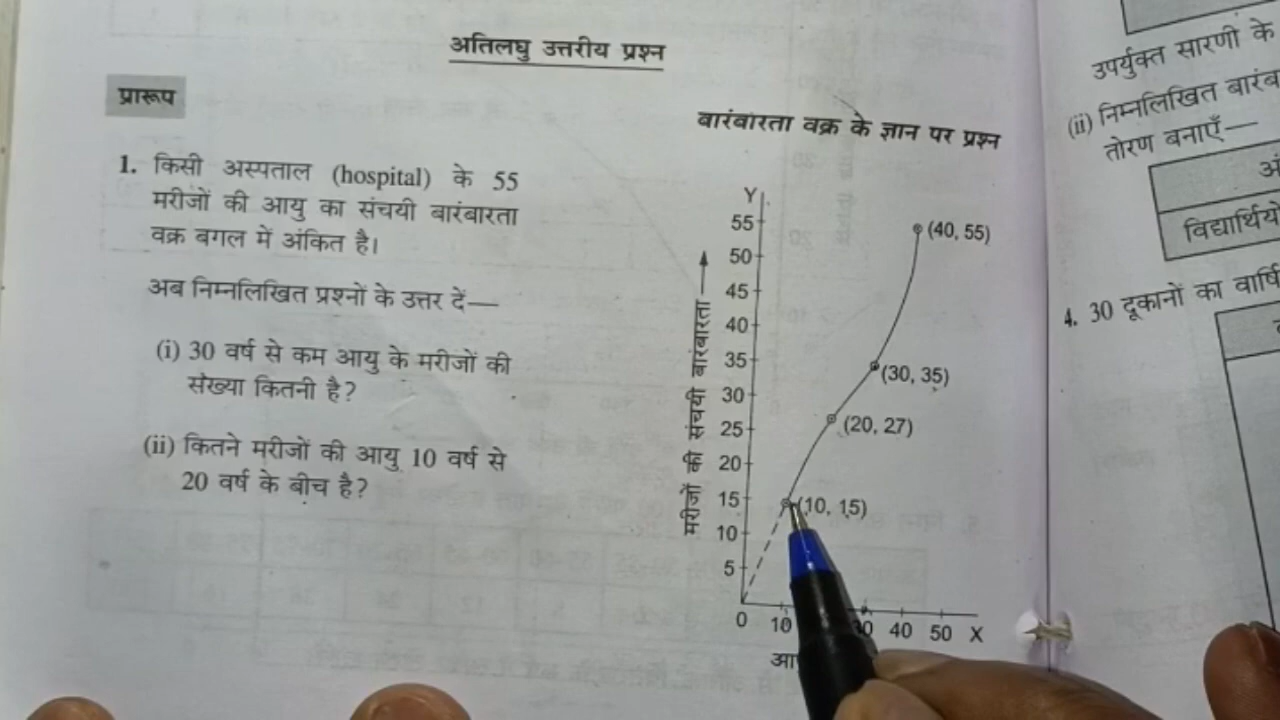 अतिलघु उत्तरीय प्रश्न
प्रारूप
बारंबारता वक्र के ज्ञान पर प्रश्न
1. किसी अस्पताल (hospital) के 55
मरीजों की आयु का संचयी बारंबारता
वक्र बगल में अंकित है।
अब निम्नलिखित प्रश्नों के उत्तर दें—
(i) 30 वर्ष से कम आयु के मरीजों की
संख्या कितनी है?
(ii) कितने मरीजों की आयु 10 वर्ष से
20 वर्ष के बीच है?
मरीजों की संचयी बारंबारता
Y
55
50
45
40
35
30
25
20
15
10
5
(40, 55)
(30, 35)
(20, 27)
(10, 15)
0 10 40 50 X
उपर्युक्त सारणी के
(ii) निम्नलिखित
तोरण बनाएँ—
4. 30 दूकानों का